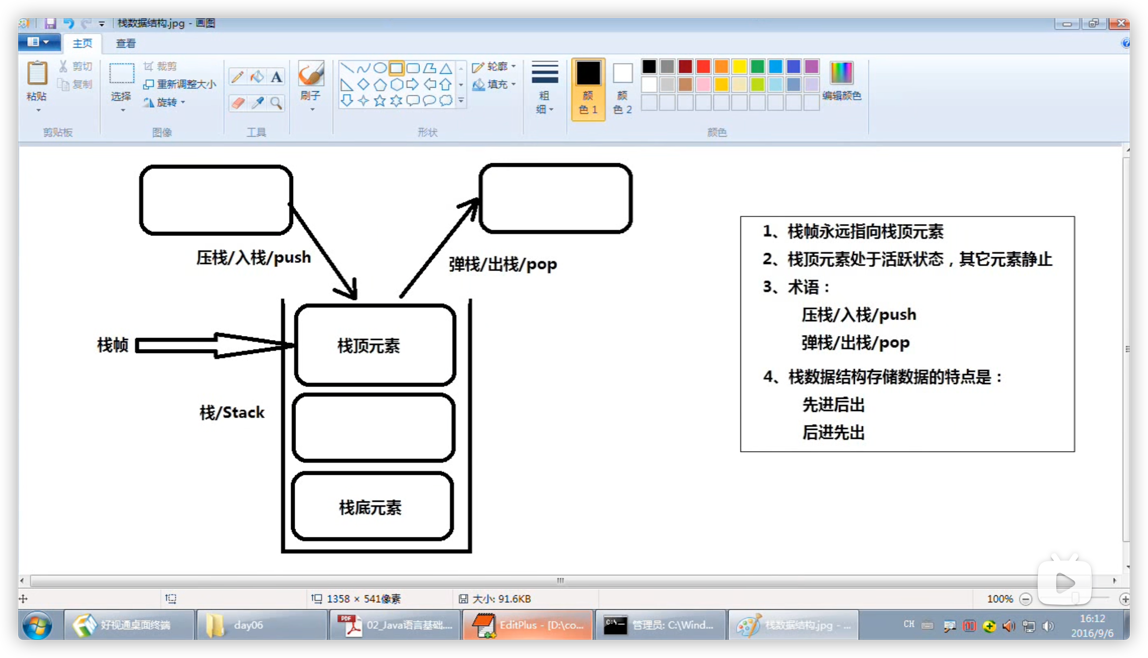 栈数据结构.jpg - 画图
主页
查看
粘贴
剪切
复制
剪贴板
选择
裁剪
重新调整大小
旋转
图像
A
工具
刷子
形状
轮廓
填充
粗
细
颜
色 1
颜
色 2
编辑颜色
颜色
压栈/入栈/push
弹栈/出栈/pop
栈帧
栈顶元素
栈/Stack
栈底元素
1、栈帧永远指向栈顶元素
2、栈顶元素处于活跃状态，其它元素静止
3、术语：
压栈/入栈/push
弹栈/出栈/pop
4、栈数据结构存储数据的特点是：
先进后出
后进先出
1358 × 541像素
大小: 91.6KB
100%
好视通桌面终端
day06
02_Java语言基础....
EditPlus - [D:\co...
管理员: C:\Wind...
栈数据结构.jpg - ...
CH
16:12
2016/9/6